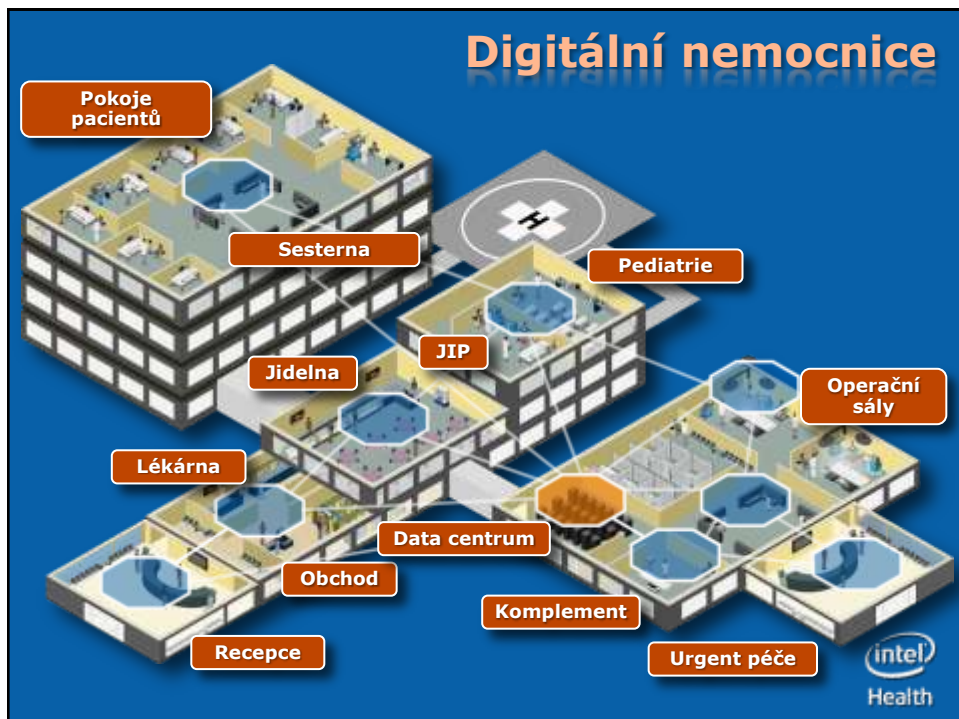 Digitální nemocnice
Pokoje
pacientů
Sesterna
H
Pediatrie
JIP
Jidelna
Operační
sály
Lékárna
Data centrum
Obchod
Komplement
Recepce
Urgent péče
intel
Health